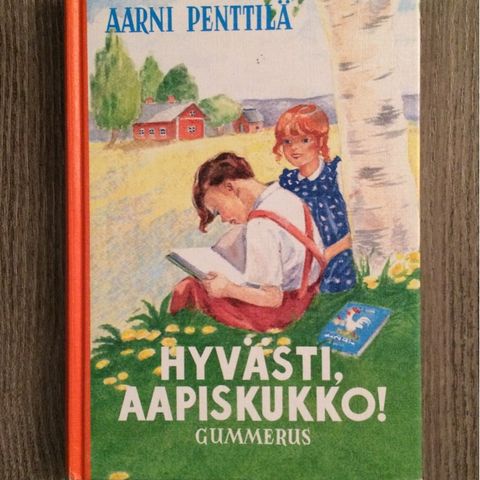 AARNI PENTTILÄ
HYVÄSTI,
AAPISKUKKO!
GUMMERUS